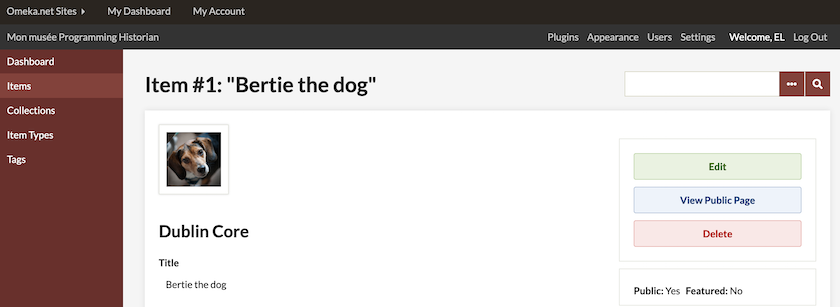 Omeka.net Sites My Dashboard My Account
Mon musée Programming Historian Plugins Appearance Users Settings Welcome, EL Log Out
Dashboard
Items
Collections
Item Types
Tags
Item #1: "Bertie the dog"
Edit
View Public Page
Delete
Dublin Core
Title
Bertie the dog
Public: Yes Featured: No